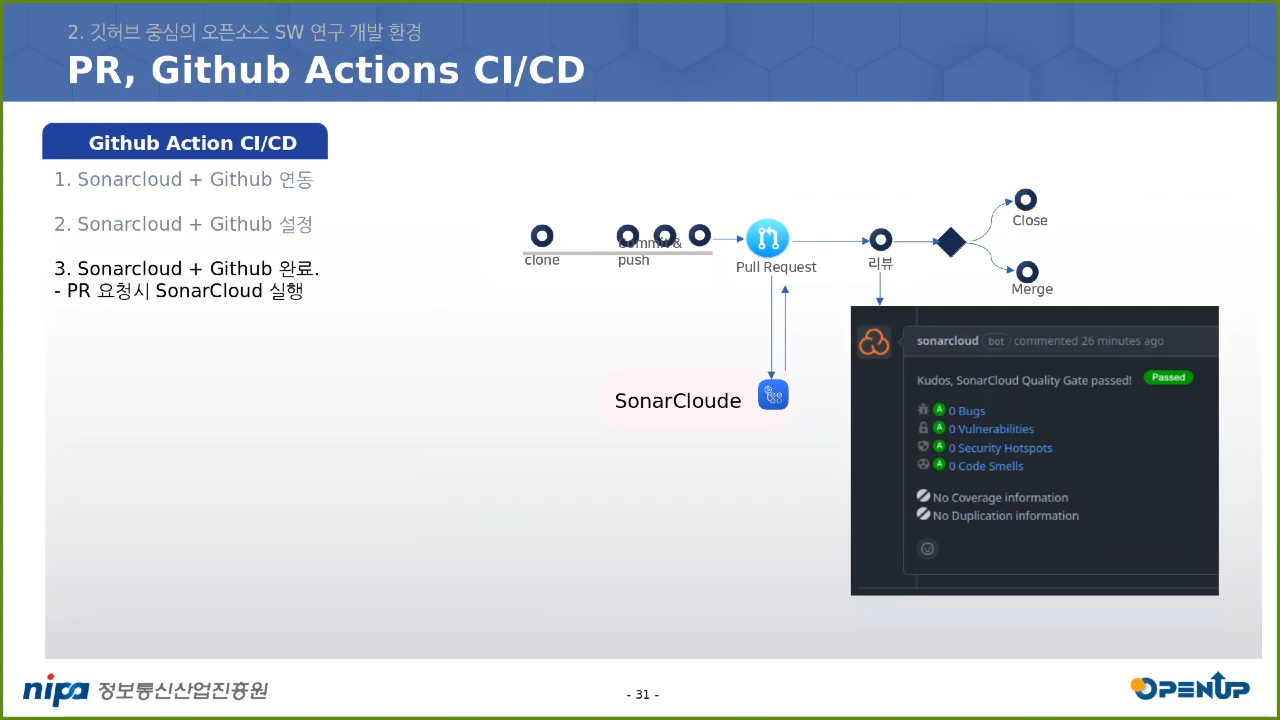 2. 깃허브 중심의 오픈소스 SW 연구 개발 환경
PR, Github Actions CI/CD
Github Action CI/CD
1. Sonarcloud + Github 연동
2. Sonarcloud + Github 설정
3. Sonarcloud + Github 완료.
- PR 요청시 SonarCloud 실행
clone
commit &
push
Pull Request
리뷰
Close
Merge
SonarCloude
sonarcloud bot commented 26 minutes ago
Kudos, SonarCloud Quality Gate passed! Passed
A 0 Bugs
A 0 Vulnerabilities
A 0 Security Hotspots
A 0 Code Smells
No Coverage information
No Duplication information
nipa 정보통신산업진흥원
- 31 -
OPENUP